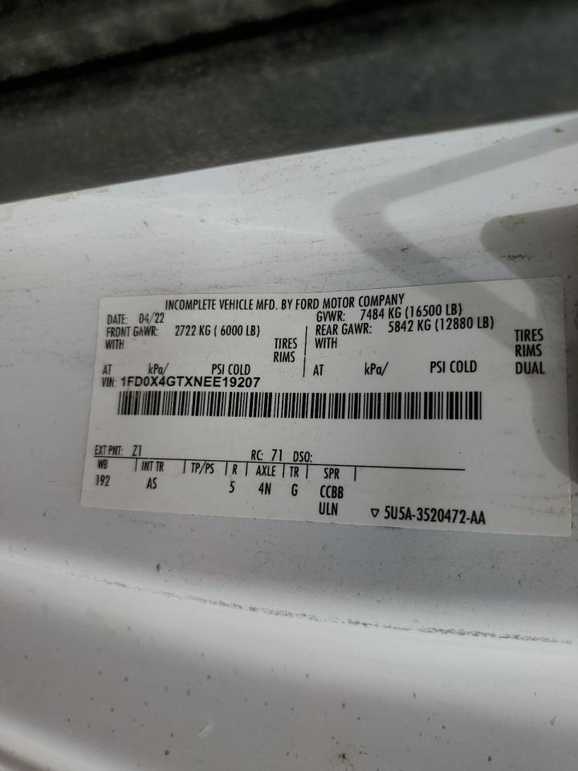 INCOMPLETE VEHICLE MFD. BY FORD MOTOR COMPANY
DATE: 04/22 GVWR: 7484 KG (16500 LB)
FRONT GAWR: 2722 KG ( 6000 LB) REAR GAWR: 5842 KG (12880 LB)
WITH TIRES WITH TIRES
RIMS RIMS
AT kPa/ PSI COLD AT kPa/ PSI COLD DUAL
VIN: 1FD0X4GTXNEE19207
EXT PNT: Z1 RC: 71 DSO:
WB INT TR TP/PS R AXLE TR SPR
192 AS 5 4N G CCBB
ULN ▽ 5U5A-3520472-AA